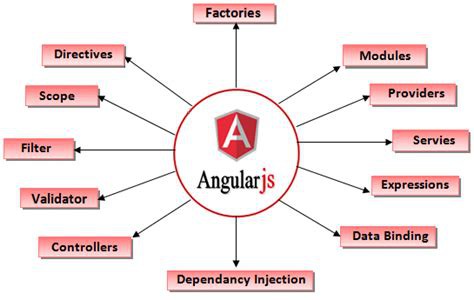 Factories
Directives
Modules
Scope
Providers
Filter
Servies
Validator
Expressions
Controllers
Data Binding
Dependancy Injection
A
Angularjs